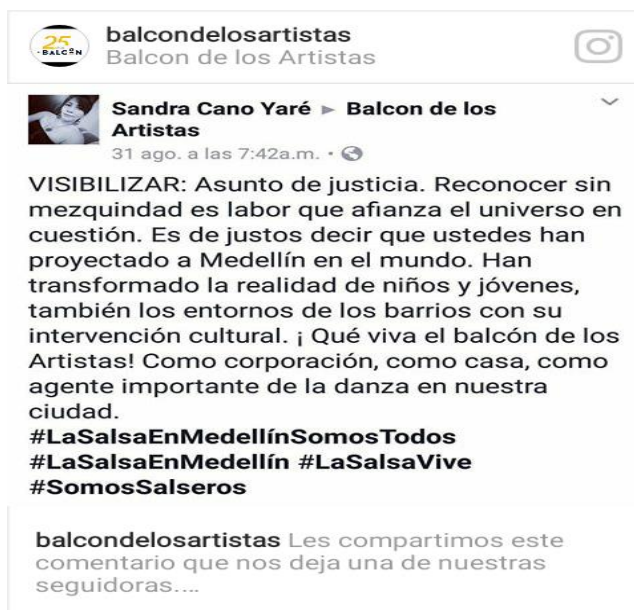 25
BALCÓN
balcondelosartistas
Balcon de los Artistas
Sandra Cano Yaré ► Balcon de los
Artistas
31 ago. a las 7:42a.m. •
VISIBILIZAR: Asunto de justicia. Reconocer sin
mezquindad es labor que afianza el universo en
cuestión. Es de justos decir que ustedes han
proyectado a Medellín en el mundo. Han
transformado la realidad de niños y jóvenes,
también los entornos de los barrios con su
intervención cultural. ¡ Qué viva el balcón de los
Artistas! Como corporación, como casa, como
agente importante de la danza en nuestra
ciudad.
#LaSalsaEnMedellínSomosTodos
#LaSalsaEnMedellín #LaSalsaVive
#SomosSalseros
balcondelosartistas Les compartimos este
comentario que nos deja una de nuestras
seguidoras....